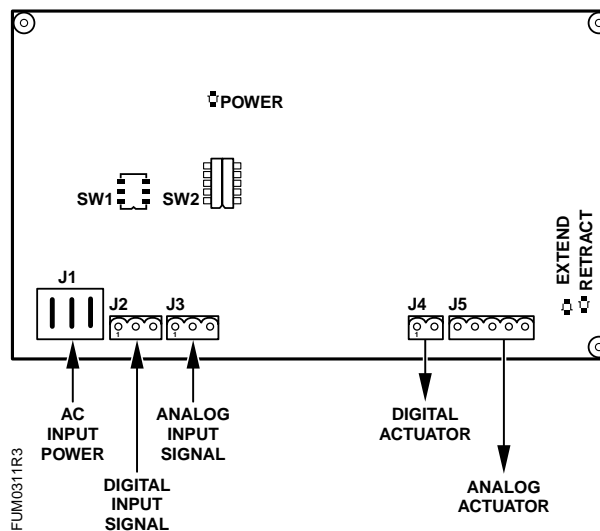 POWER
SW1
SW2
EXTEND
RETRACT
J1
J2
J3
J4
J5
1
1
1
AC
INPUT
POWER
DIGITAL
INPUT
SIGNAL
ANALOG
INPUT
SIGNAL
DIGITAL
ACTUATOR
ANALOG
ACTUATOR
FUM0311R3